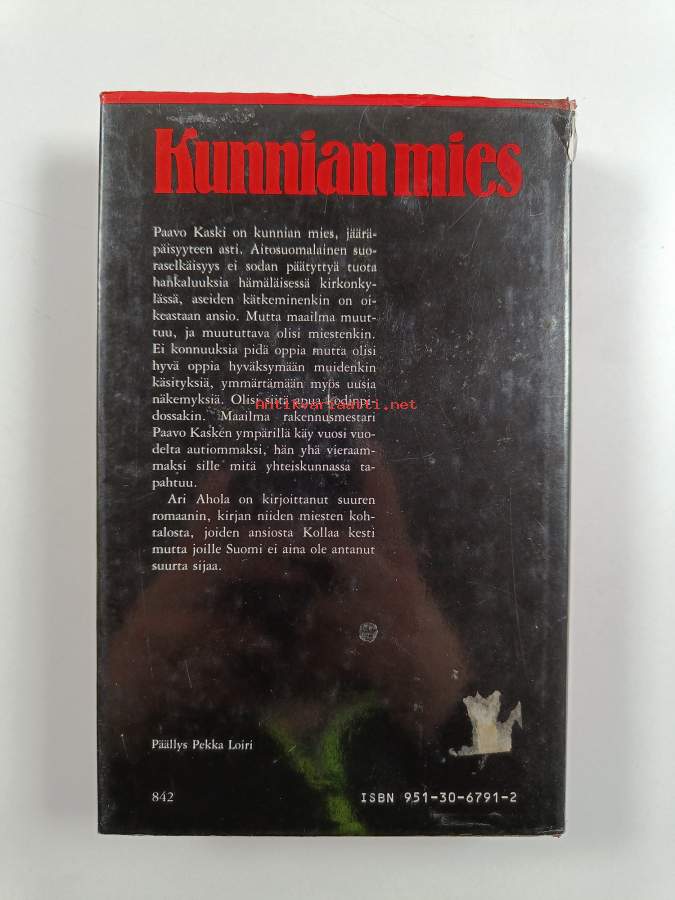 Kunnian mies
Paavo Kaski on kunnian mies, jäärä-
päisyyteen asti. Aitosuomalainen suo-
raselkäisyys ei sodan päätyttyä tuota
hankaluuksia hämäläisessä kirkonky-
lässä, aseiden kätkeminenkin on oi-
keastaan ansio. Mutta maailma muut-
tuu, ja muututtava olisi miestenkin.
Ei konnuuksia pidä oppia mutta olisi
hyvä oppia hyväksymään muidenkin
käsityksiä, ymmärtämään myös uusia
näkemyksiä. Olisi siitä apua kodinpi-
Antikvariaatti.net
dossakin. Maailma rakennusmestari
Paavo Kasken ympärillä käy vuosi vuo-
delta autiommaksi, hän yhä vieraam-
maksi sille mitä yhteiskunnassa ta-
pahtuu.
Ari Ahola on kirjoittanut suuren
romaanin, kirjan niiden miesten koh-
talosta, joiden ansiosta Kollaa kesti
mutta joille Suomi ei aina ole antanut
suurta sijaa.
Päällys Pekka Loiri
842
ISBN 951-30-6791-2